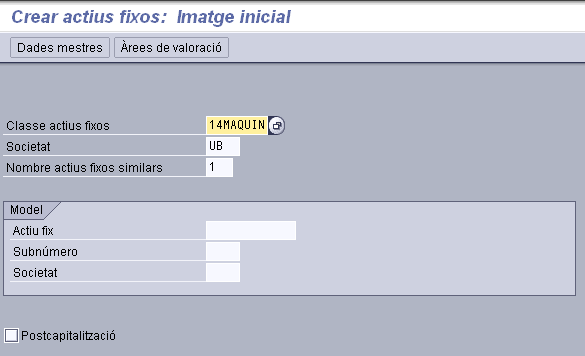 Crear actius fixos: Imatge inicial
Dades mestres Àrees de valoració
Classe actius fixos 14MAQUIN
Societat UB
Nombre actius fixos similars 1
Model
Actiu fix
Subnúmero
Societat
Postcapitalització